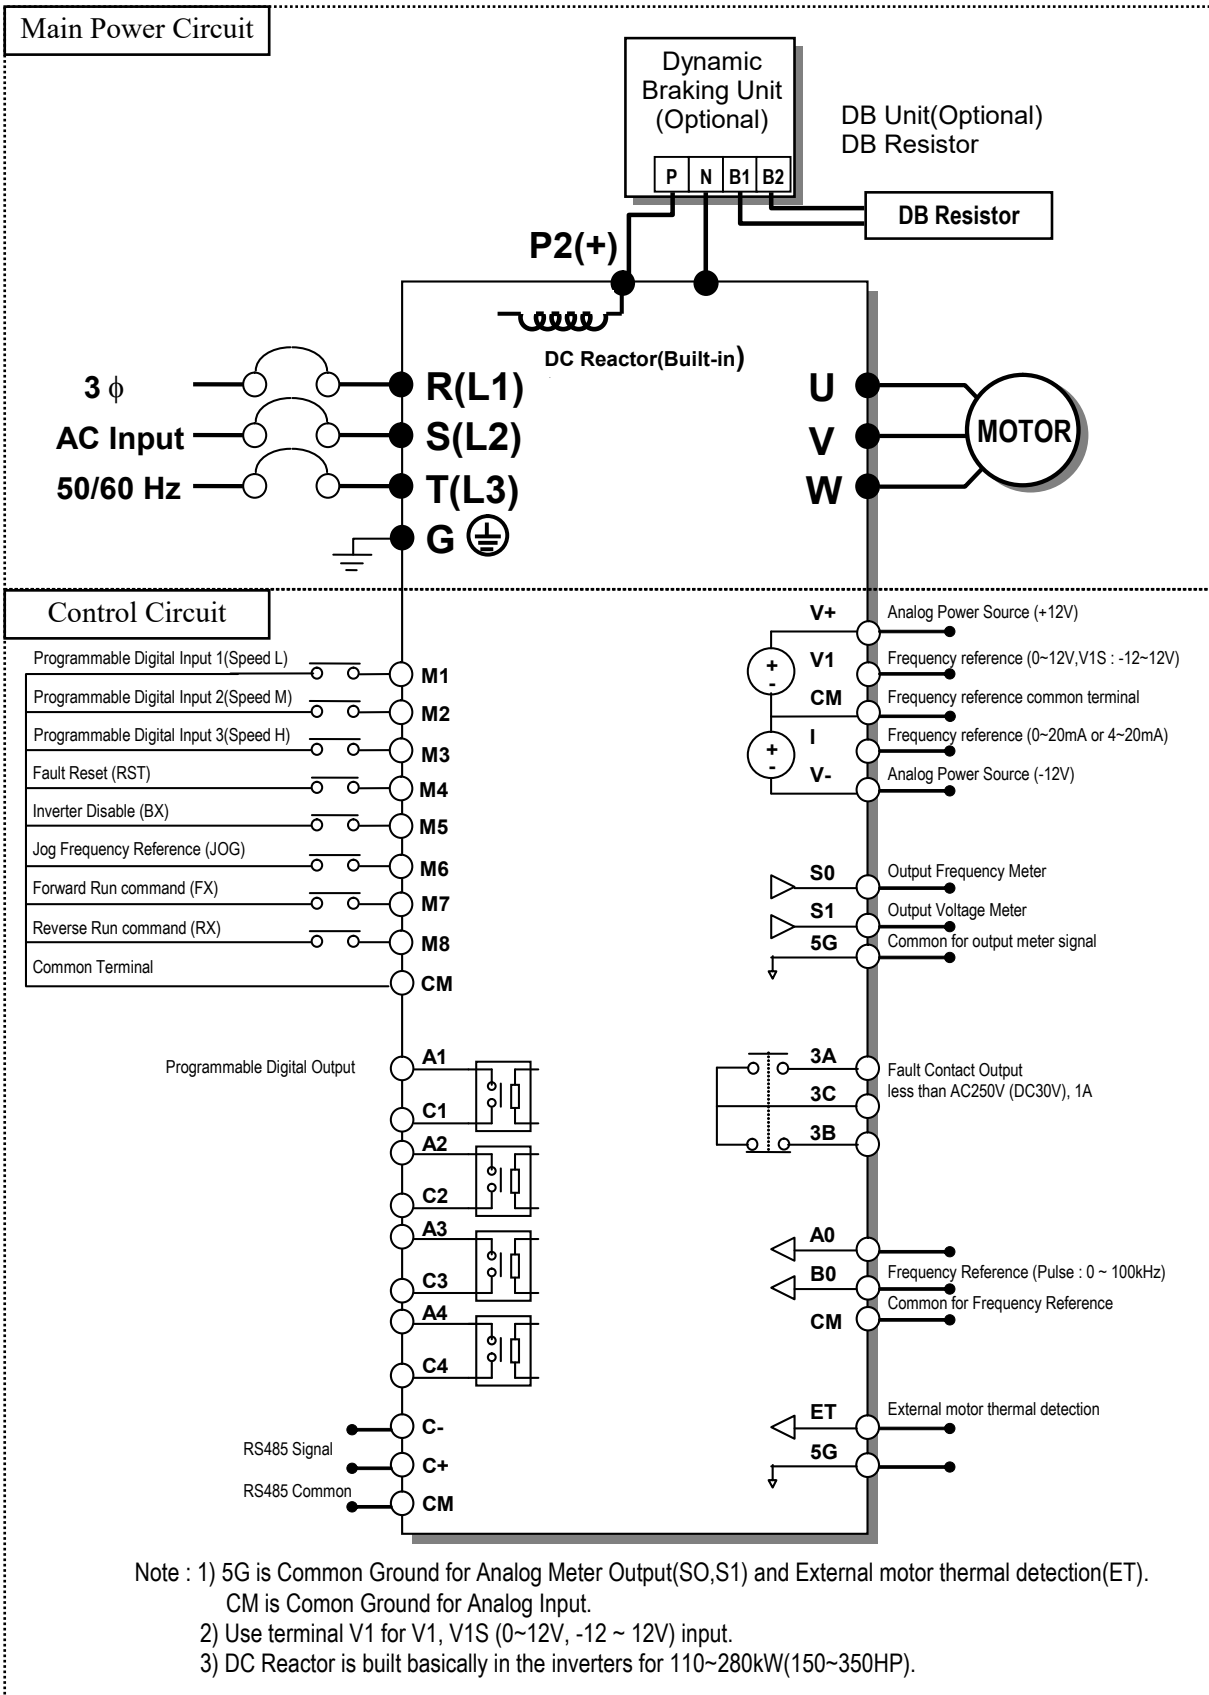 Main Power Circuit
Dynamic
Braking Unit
(Optional)
P N B1 B2
DB Unit(Optional)
DB Resistor
DB Resistor
P2(+)
DC Reactor(Built-in)
3 ϕ
AC Input
50/60 Hz
R(L1)
S(L2)
T(L3)
G
U
V
W
MOTOR
Control Circuit
Programmable Digital Input 1(Speed L)
M1
Programmable Digital Input 2(Speed M)
M2
Programmable Digital Input 3(Speed H)
M3
Fault Reset (RST)
M4
Inverter Disable (BX)
M5
Jog Frequency Reference (JOG)
M6
Forward Run command (FX)
M7
Reverse Run command (RX)
M8
Common Terminal
CM
Programmable Digital Output
A1
C1
A2
C2
A3
C3
A4
C4
C-
RS485 Signal
C+
RS485 Common
CM
V+ Analog Power Source (+12V)
+
-
V1 Frequency reference (0~12V,V1S : -12~12V)
CM Frequency reference common terminal
+
-
I Frequency reference (0~20mA or 4~20mA)
V- Analog Power Source (-12V)
S0 Output Frequency Meter
S1 Output Voltage Meter
5G Common for output meter signal
3A Fault Contact Output
less than AC250V (DC30V), 1A
3C
3B
A0
B0 Frequency Reference (Pulse : 0 ~ 100kHz)
Common for Frequency Reference
CM
ET External motor thermal detection
5G
Note : 1) 5G is Common Ground for Analog Meter Output(SO,S1) and External motor thermal detection(ET).
CM is Comon Ground for Analog Input.
2) Use terminal V1 for V1, V1S (0~12V, -12 ~ 12V) input.
3) DC Reactor is built basically in the inverters for 110~280kW(150~350HP).